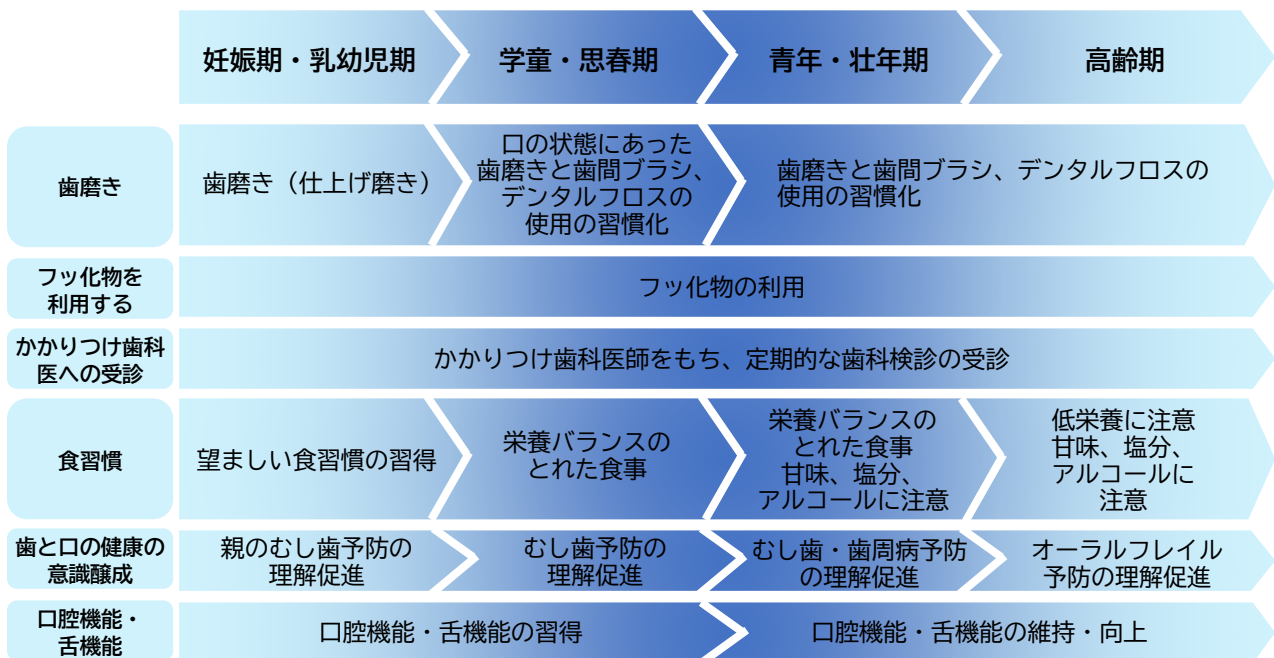 妊娠期・乳幼児期
学童・思春期
青年・壮年期
高齢期
歯磨き
歯磨き（仕上げ磨き）
口の状態にあった
歯磨きと歯間ブラシ、
デンタルフロスの
使用の習慣化
歯磨きと歯間ブラシ、デンタルフロスの
使用の習慣化
フッ化物を
利用する
フッ化物の利用
かかりつけ歯科
医への受診
かかりつけ歯科医師をもち、定期的な歯科検診の受診
食習慣
望ましい食習慣の習得
栄養バランスの
とれた食事
栄養バランスの
とれた食事
甘味、塩分、
アルコールに注意
低栄養に注意
甘味、塩分、
アルコールに
注意
歯と口の健康の
意識醸成
親のむし歯予防の
理解促進
むし歯予防の
理解促進
むし歯・歯周病予防
の理解促進
オーラルフレイル
予防の理解促進
口腔機能・
舌機能
口腔機能・舌機能の習得
口腔機能・舌機能の維持・向上